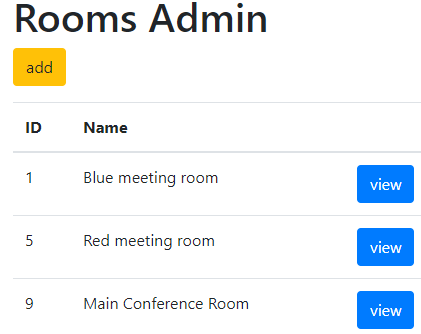 Rooms Admin
add
ID Name
1 Blue meeting room view
5 Red meeting room view
9 Main Conference Room view